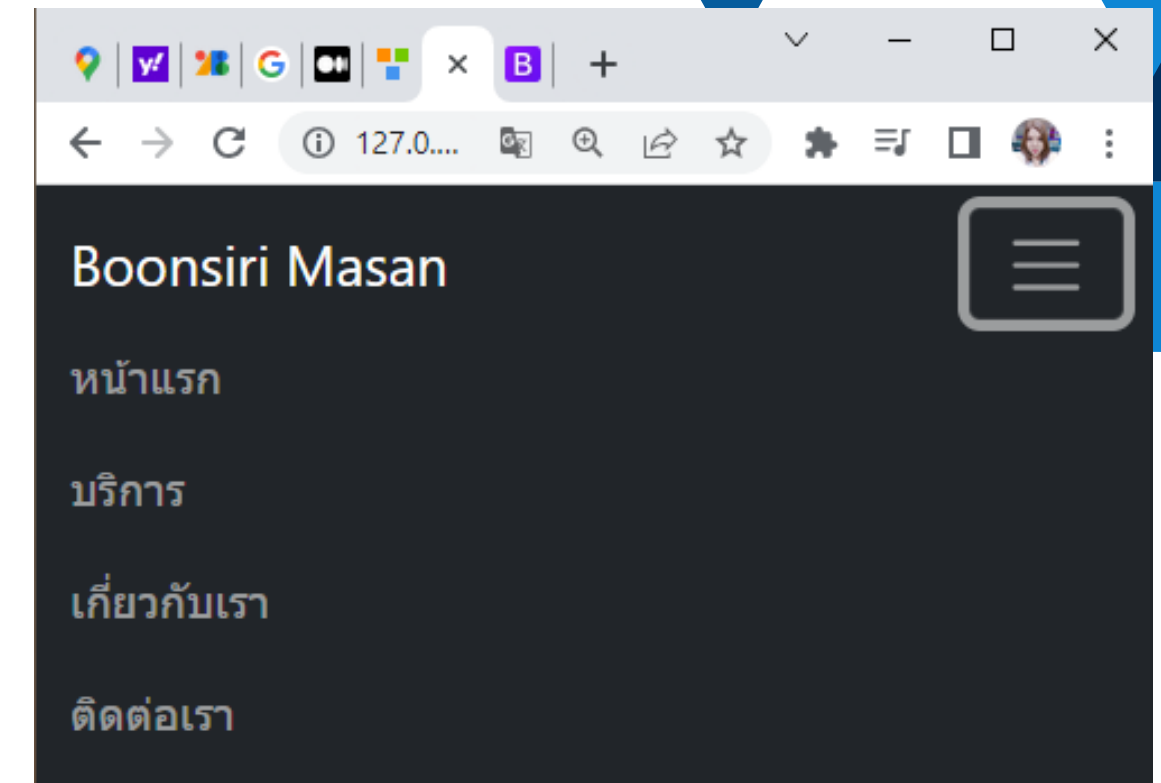 127.0....
Boonsiri Masan
หน้าแรก
บริการ
เกี่ยวกับเรา
ติดต่อเรา